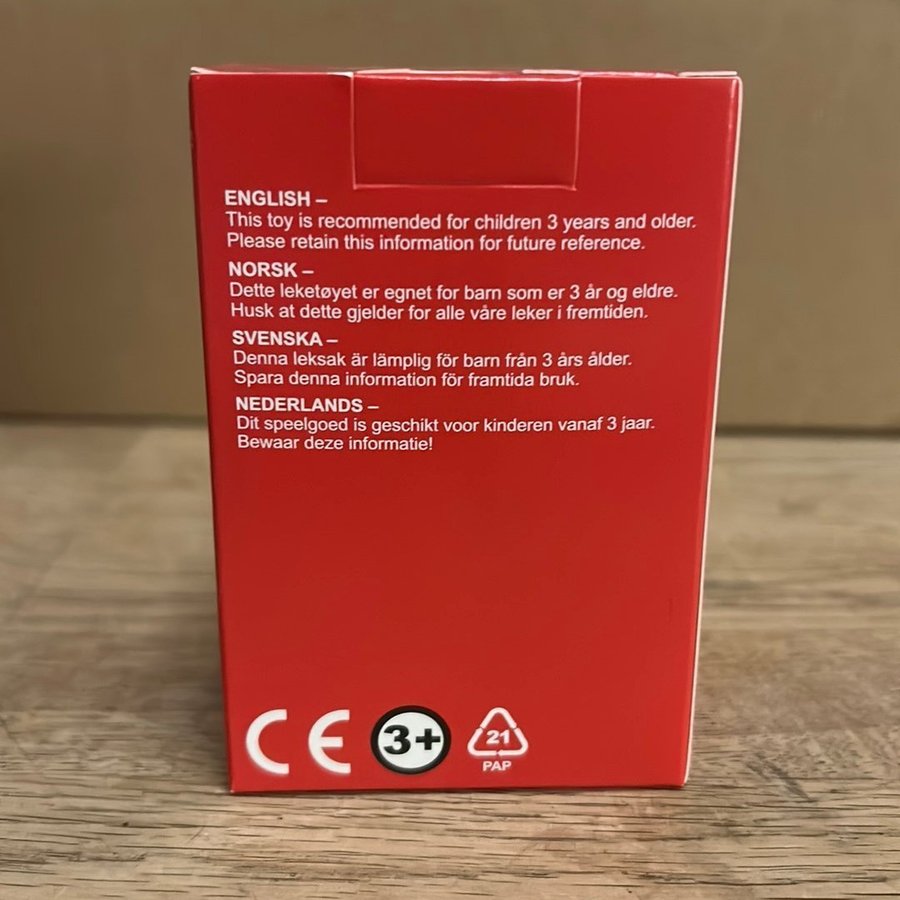 ENGLISH –
This toy is recommended for children 3 years and older.
Please retain this information for future reference.
NORSK –
Dette leketøyet er egnet for barn som er 3 år og eldre.
Husk at dette gjelder for alle våre leker i fremtiden.
SVENSKA –
Denna leksak är lämplig för barn från 3 års ålder.
Spara denna information för framtida bruk.
NEDERLANDS –
Dit speelgoed is geschikt voor kinderen vanaf 3 jaar.
Bewaar deze informatie!
CE 3+ 21
PAP